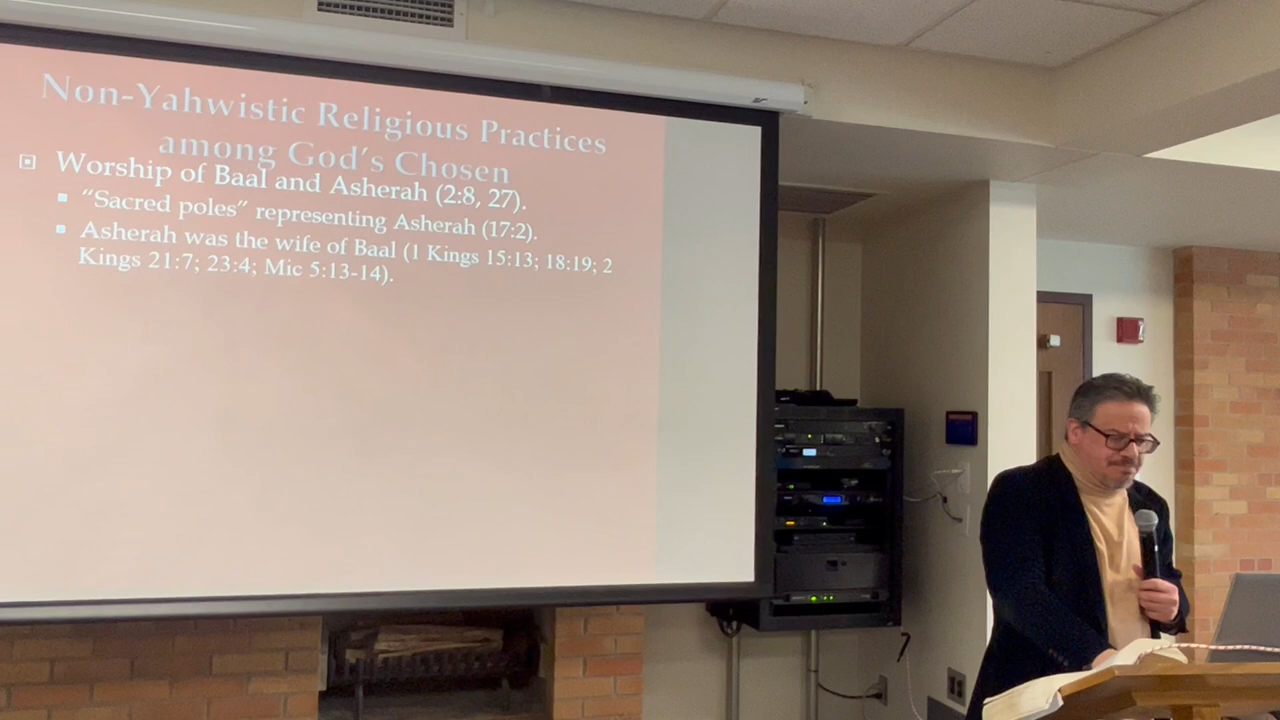 Non-Yahwistic Religious Practices
among God's Chosen
Worship of Baal and Asherah (2:8, 27).
“Sacred poles” representing Asherah (17:2).
Asherah was the wife of Baal (1 Kings 15:13; 18:19; 2
Kings 21:7; 23:4; Mic 5:13-14).